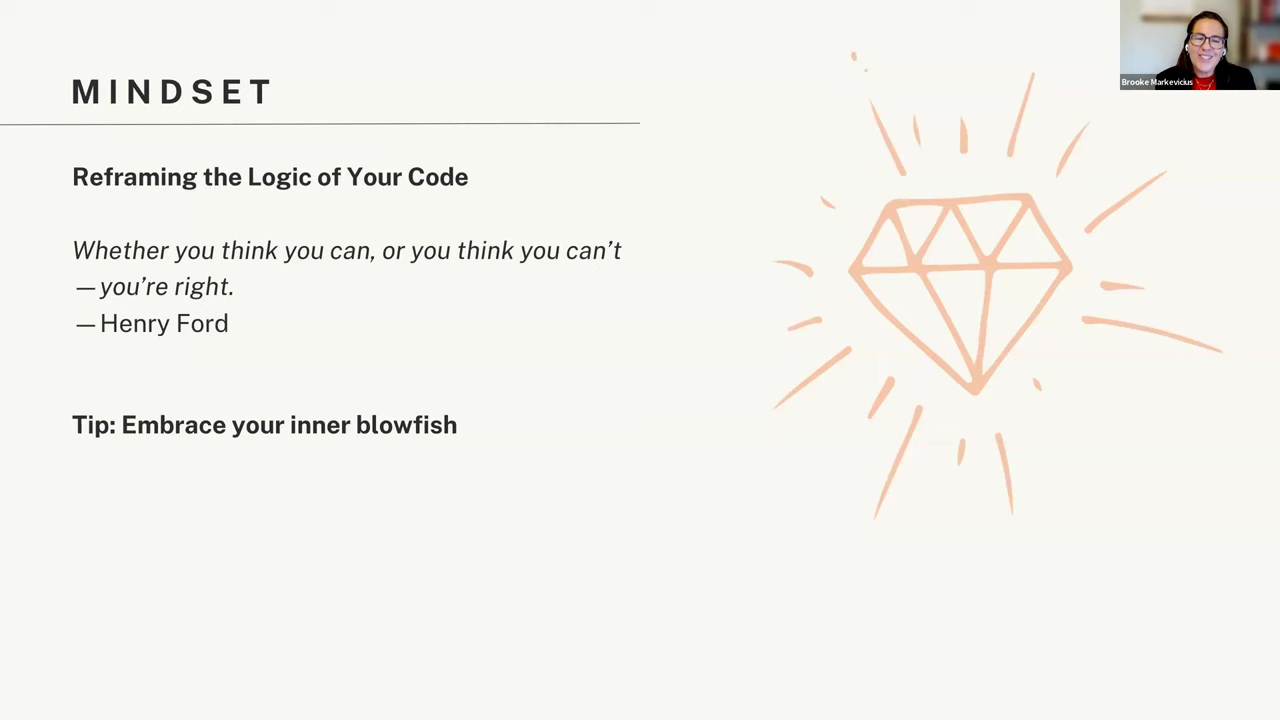 MINDSET
Reframing the Logic of Your Code
Whether you think you can, or you think you can’t
—you’re right.
—Henry Ford
Tip: Embrace your inner blowfish
Brooke Markevicius